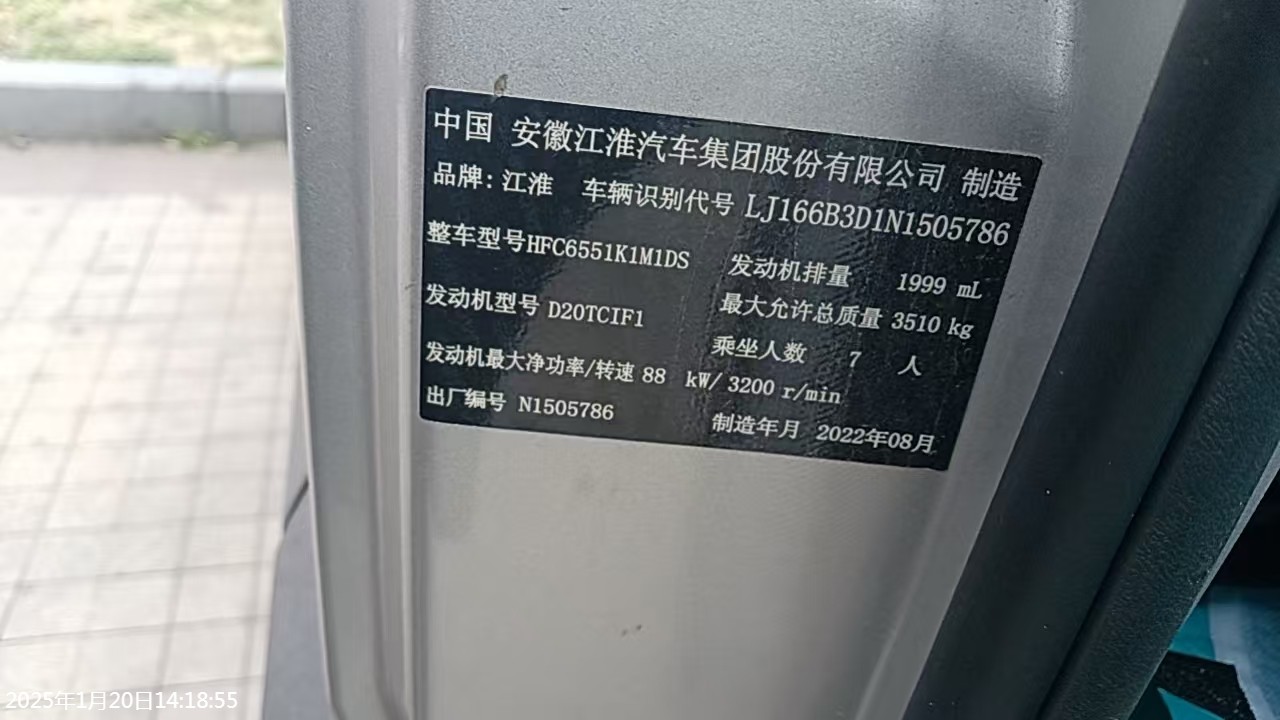 中国 安徽江淮汽车集团股份有限公司 制造
品牌: 江淮 车辆识别代号 LJ166B3D1N1505786
整车型号HFC6551K1M1DS 发动机排量 1999 mL
发动机型号 D20TCIF1 最大允许总质量 3510 kg
乘坐人数 7 人
发动机最大净功率/转速 88 kW/ 3200 r/min
出厂编号 N1505786 制造年月 2022年08月
2025年1月20日14:18:55